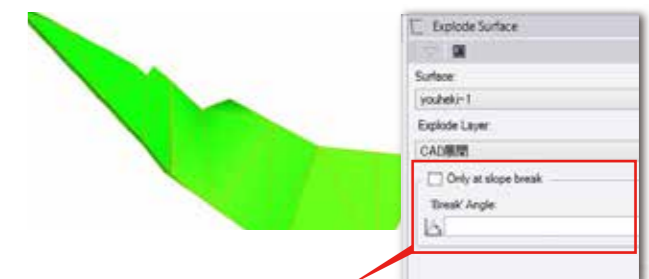 Explode Surface
Surface:
youheki-1
Explode Layer:
CAD展開
Only at slope break
'Break' Angle: